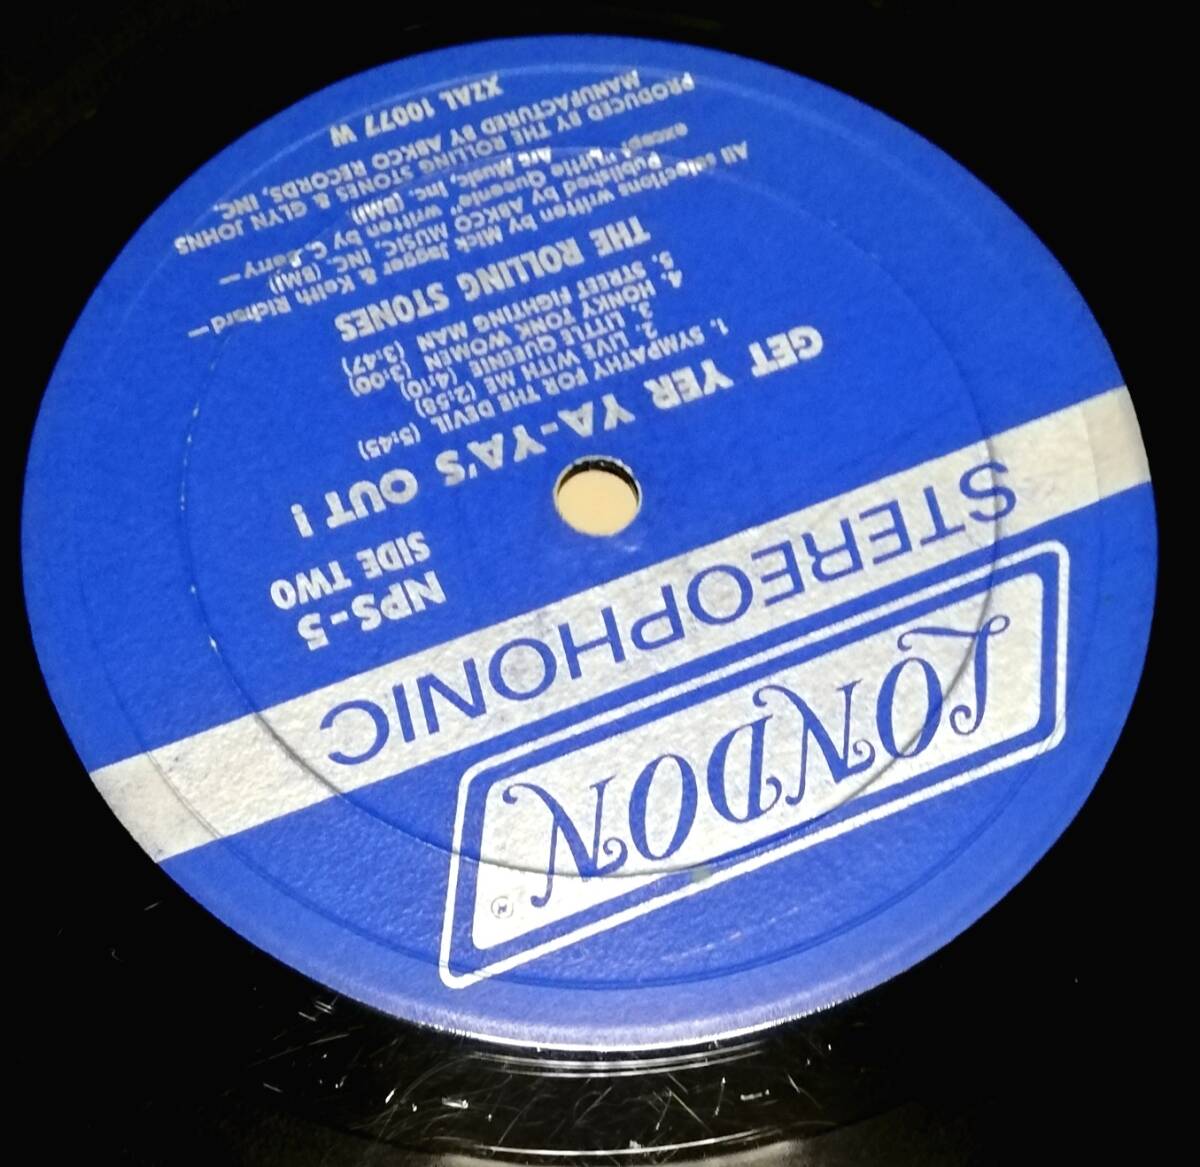 LONDON
®
STEREOPHONIC
NPS-5
SIDE TWO
GET YER YA-YA'S OUT!
1. SYMPATHY FOR THE DEVIL (5:45)
2. LIVE WITH ME (2:58)
3. LITTLE QUEENIE (4:10)
4. HONKY TONK WOMEN (3:00)
5. STREET FIGHTING MAN (3:47)
THE ROLLING STONES
All selections written by Mick Jagger & Keith Richard—
Published by ABKCO MUSIC, INC. (BMI)
except "Little Queenie" written by C. Berry—
Arc Music, Inc. (BMI)
PRODUCED BY THE ROLLING STONES & GLYN JOHNS
MANUFACTURED BY ABKCO RECORDS, INC.
XZAL 10077 W